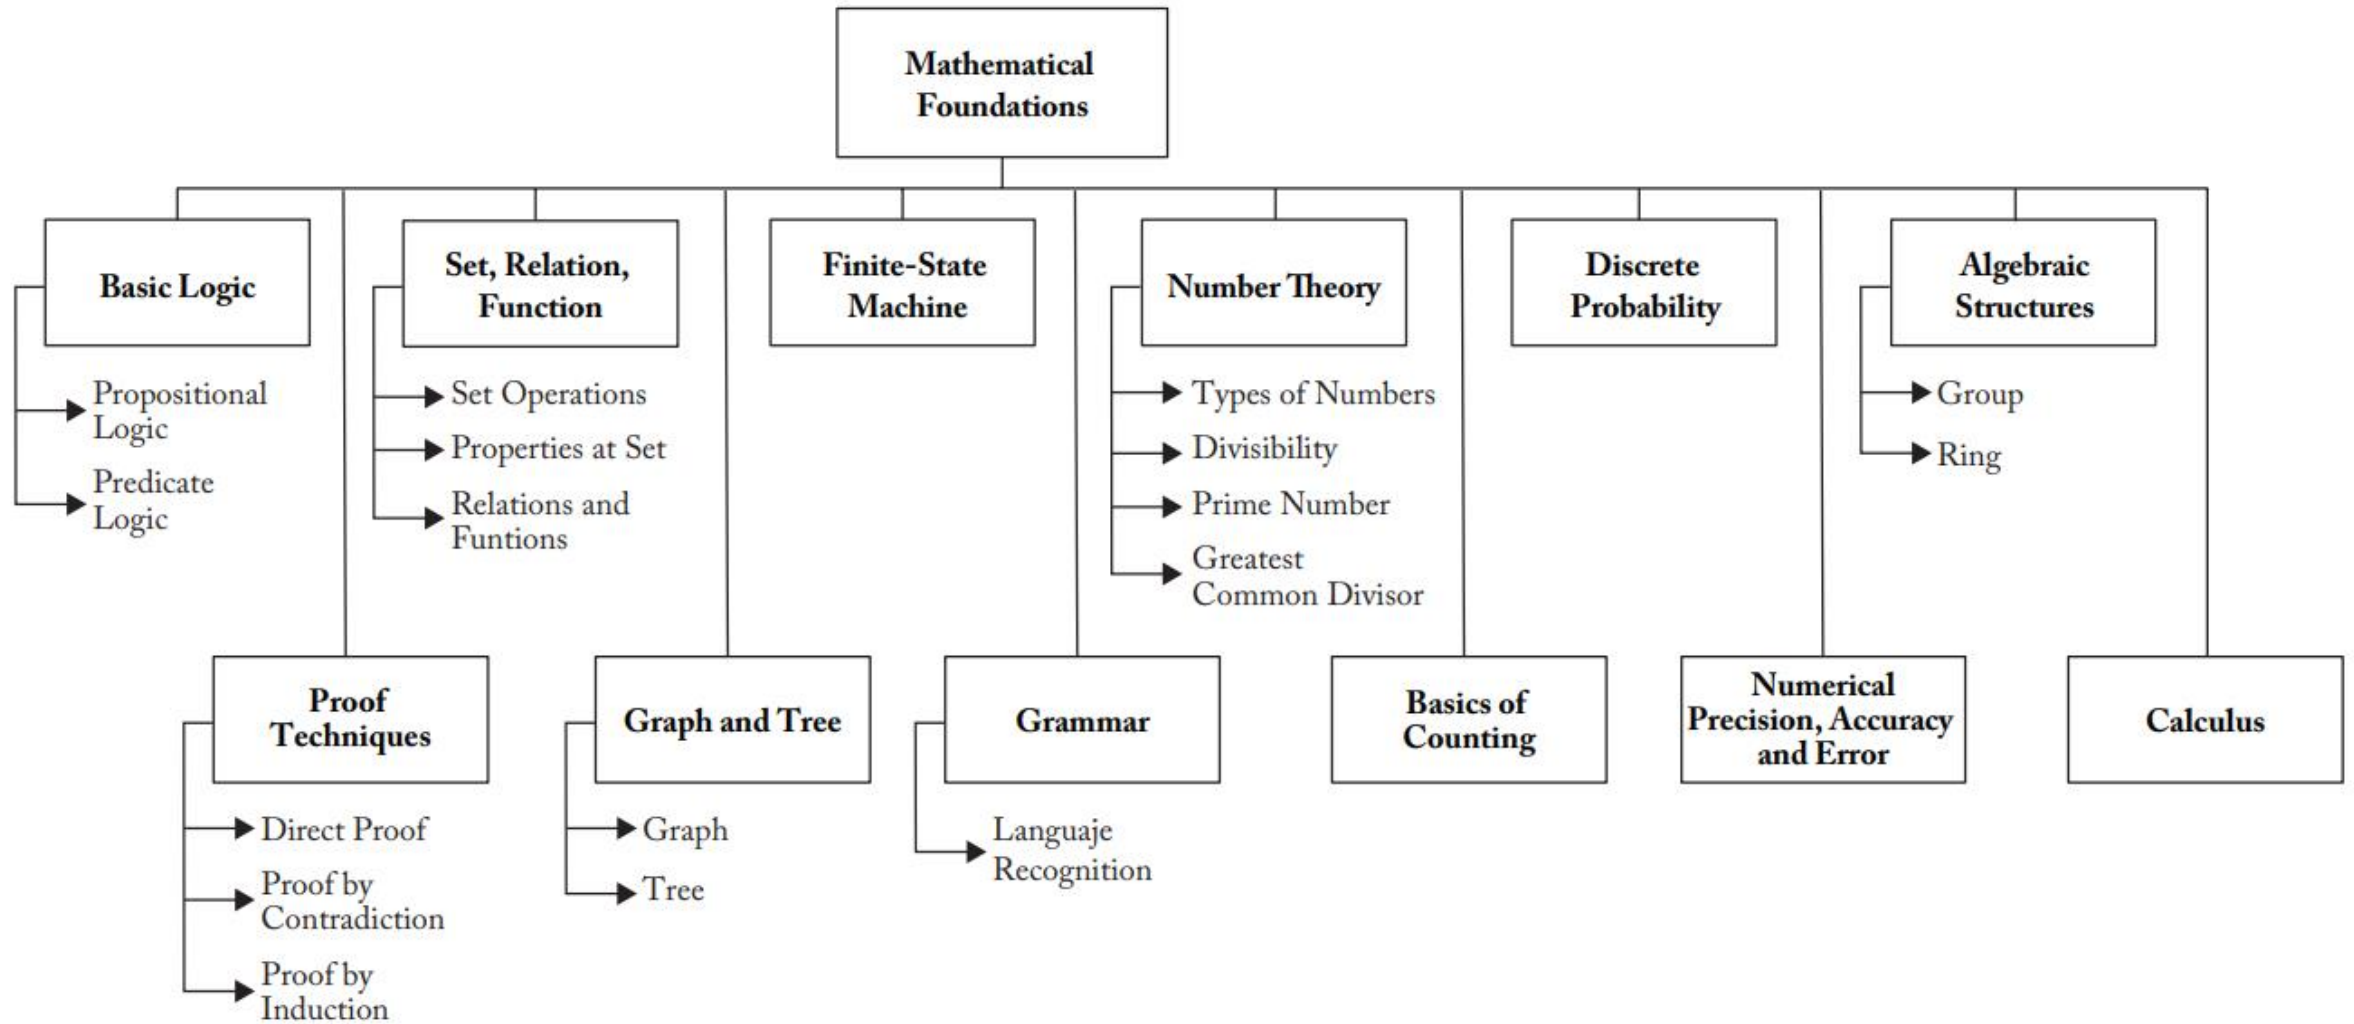 Mathematical
Foundations
Basic Logic
Propositional
Logic
Predicate
Logic
Set, Relation,
Function
Set Operations
Properties at Set
Relations and
Funtions
Finite-State
Machine
Number Theory
Types of Numbers
Divisibility
Prime Number
Greatest
Common Divisor
Discrete
Probability
Algebraic
Structures
Group
Ring
Proof
Techniques
Direct Proof
Proof by
Contradiction
Proof by
Induction
Graph and Tree
Graph
Tree
Grammar
Languaje
Recognition
Basics of
Counting
Numerical
Precision, Accuracy
and Error
Calculus